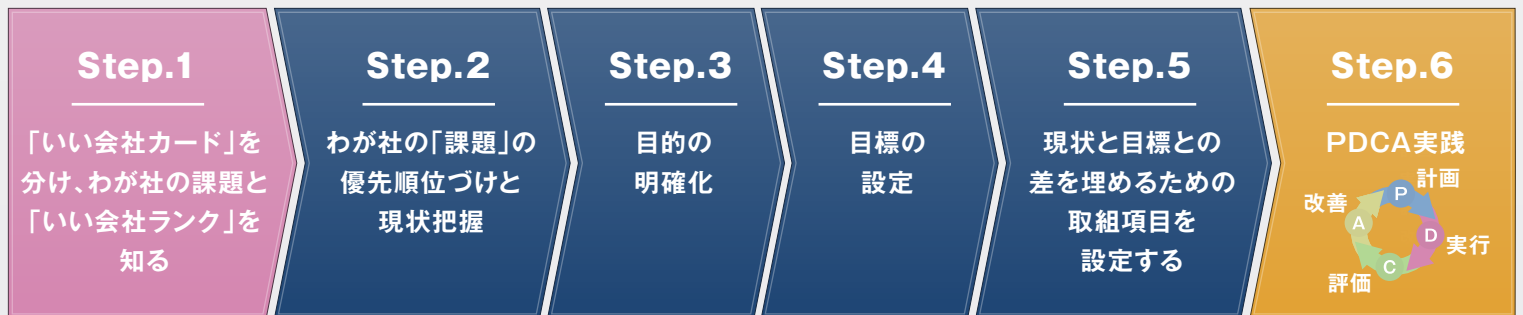 Step.1
「いい会社カード」を
分け、わが社の課題と
「いい会社ランク」を
知る
Step.2
わが社の「課題」の
優先順位づけと
現状把握
Step.3
目的の
明確化
Step.4
目標の
設定
Step.5
現状と目標との
差を埋めるための
取組項目を
設定する
Step.6
PDCA実践
計画
P
改善
A
D
実行
C
評価